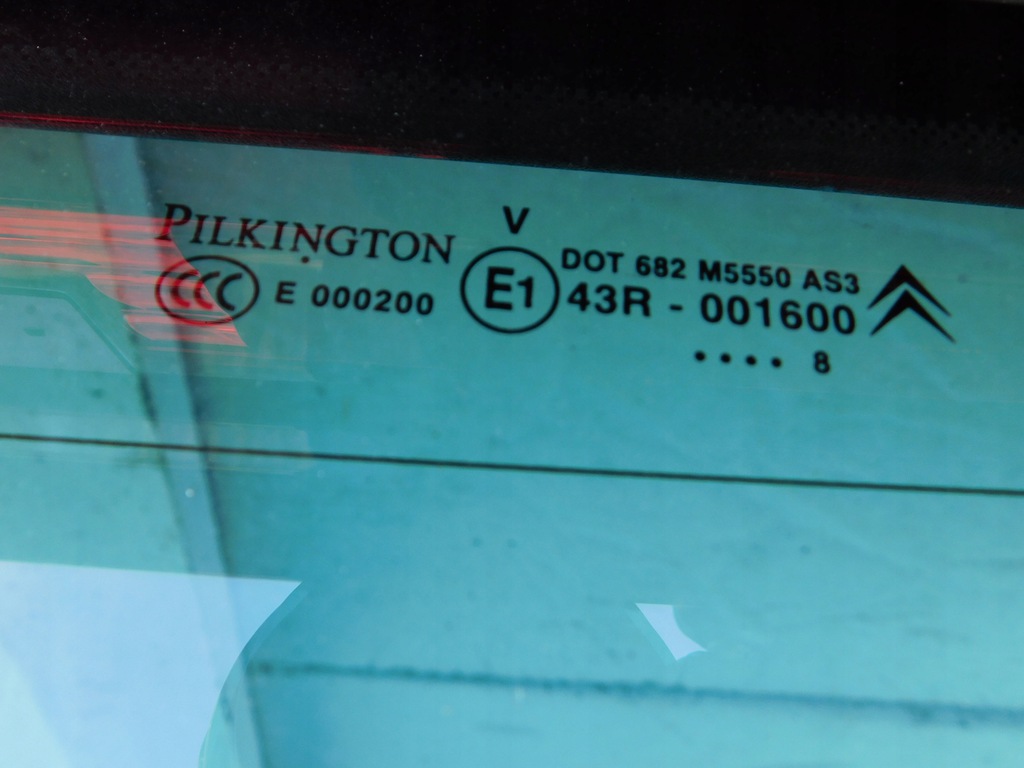 V
PILKINGTON
CCC E 000200
E1
DOT 682 M5550 AS3
43R - 001600
.... 8